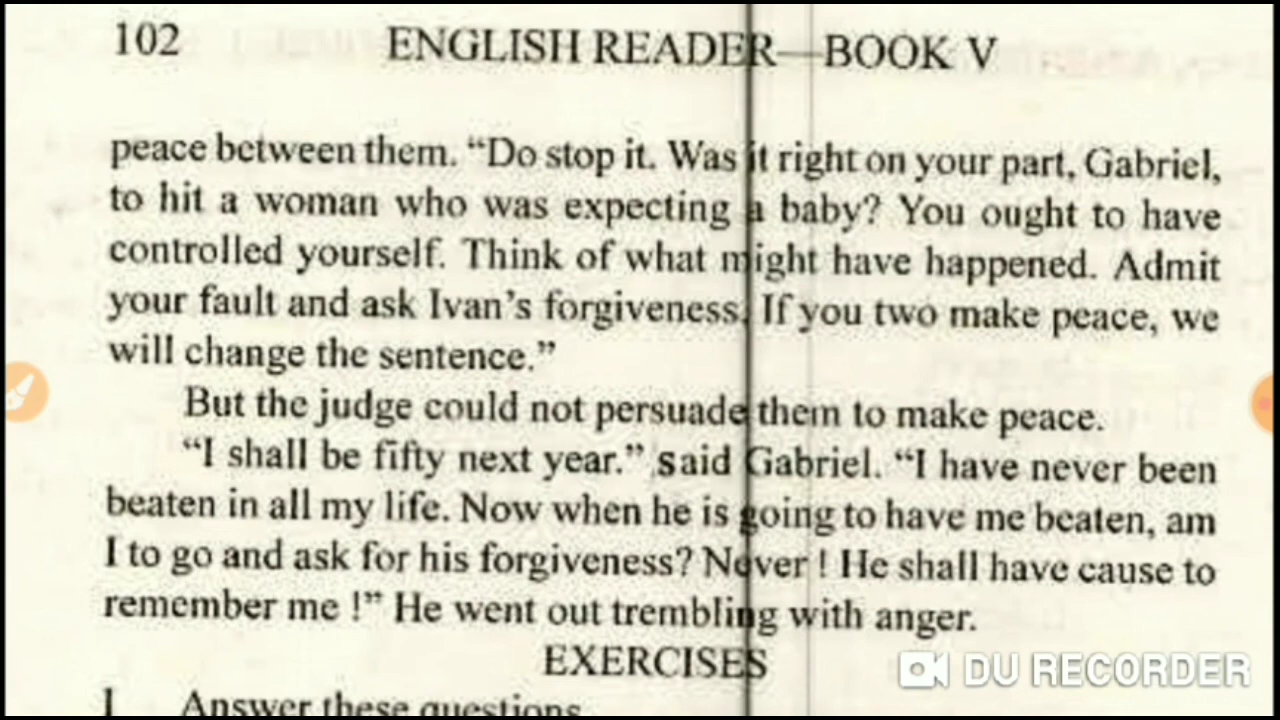 102 ENGLISH READER—BOOK V
peace between them. “Do stop it. Was it right on your part, Gabriel,
to hit a woman who was expecting a baby? You ought to have
controlled yourself. Think of what might have happened. Admit
your fault and ask Ivan’s forgiveness. If you two make peace, we
will change the sentence.”
But the judge could not persuade them to make peace.
“I shall be fifty next year.” said Gabriel. “I have never been
beaten in all my life. Now when he is going to have me beaten, am
I to go and ask for his forgiveness? Never ! He shall have cause to
remember me !” He went out trembling with anger.
EXERCISES
I Answer these questions
DU RECORDER